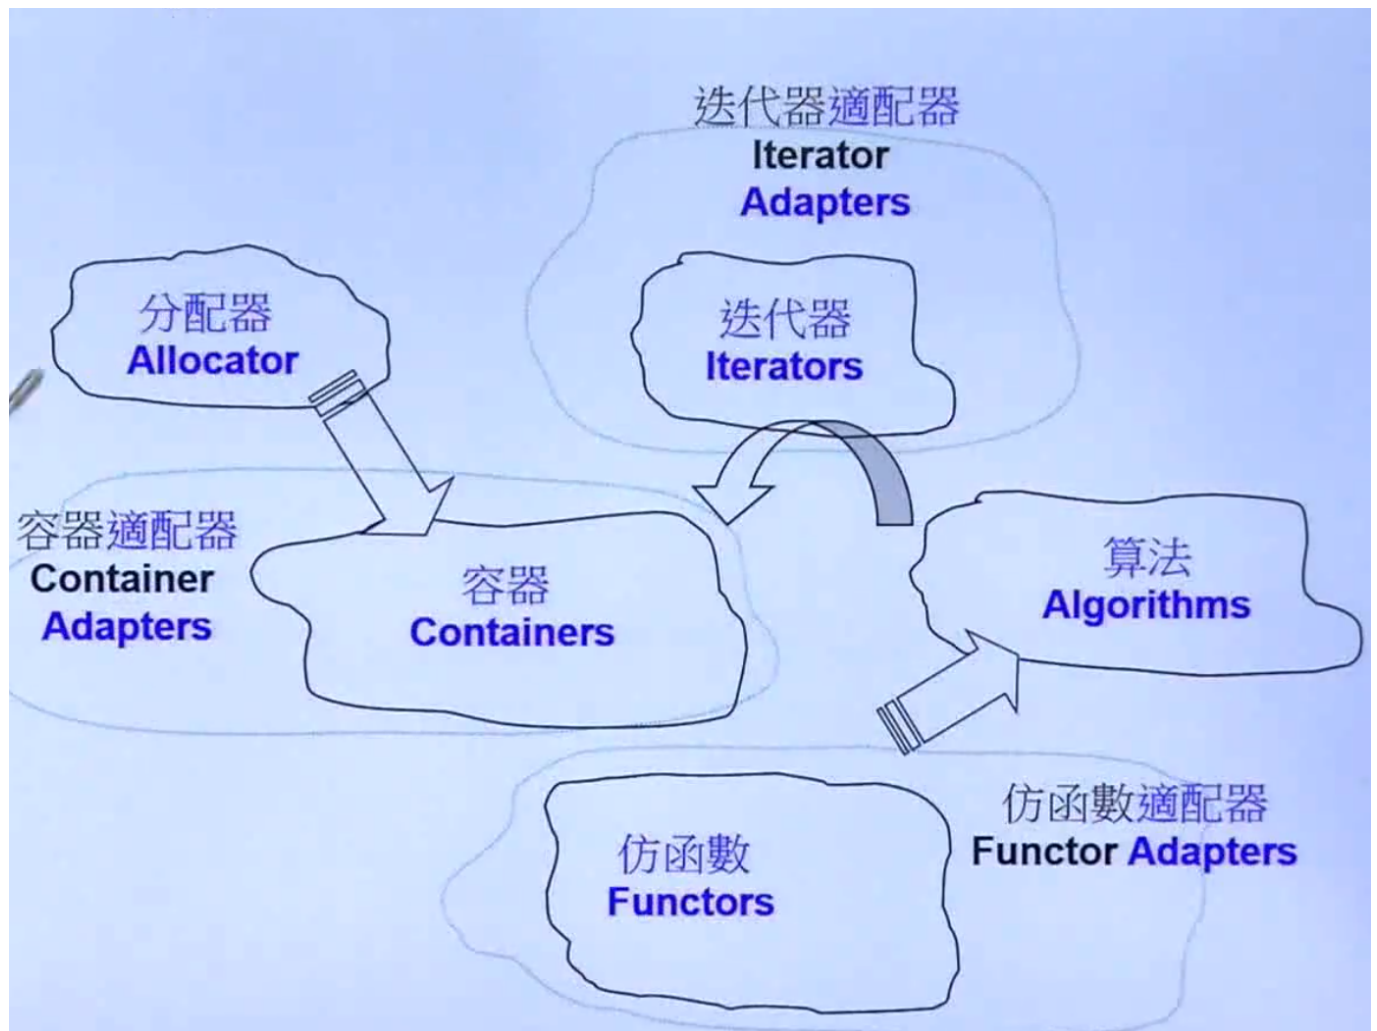 迭代器適配器
Iterator
Adapters
分配器
Allocator
迭代器
Iterators
容器適配器
Container
Adapters
容器
Containers
算法
Algorithms
仿函數適配器
Functor Adapters
仿函數
Functors